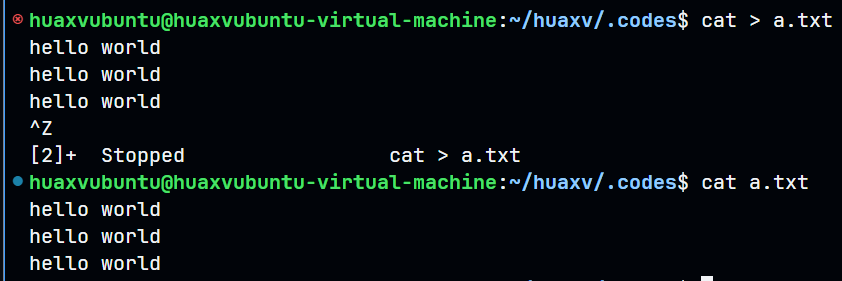 huaxvubuntu@huaxvubuntu-virtual-machine:~/huaxv/.codes$ cat > a.txt
hello world
hello world
hello world
^Z
[2]+  Stopped                 cat > a.txt
huaxvubuntu@huaxvubuntu-virtual-machine:~/huaxv/.codes$ cat a.txt
hello world
hello world
hello world